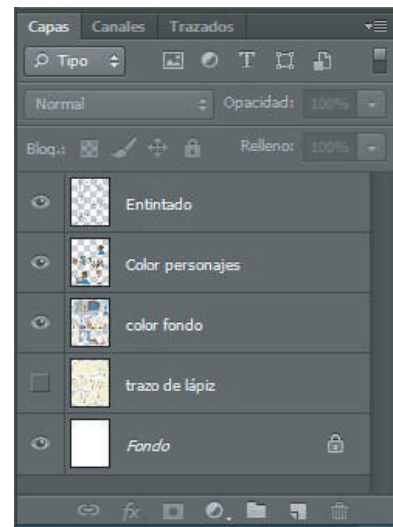 Capas Canales Trazados
Tipo
Normal Opacidad: 100%
Bloq.: Relleno: 100%
Entintado
Color personajes
color fondo
trazo de lápiz
Fondo
fx